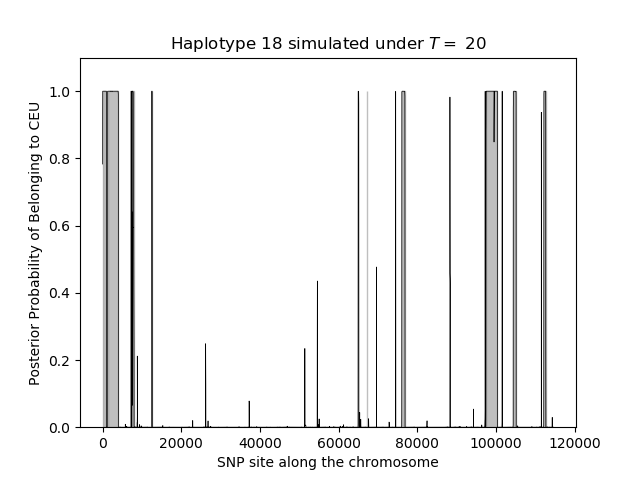 Haplotype 18 simulated under T = 20
Posterior Probability of Belonging to CEU
1.0
0.8
0.6
0.4
0.2
0.0
0 20000 40000 60000 80000 100000 120000
SNP site along the chromosome